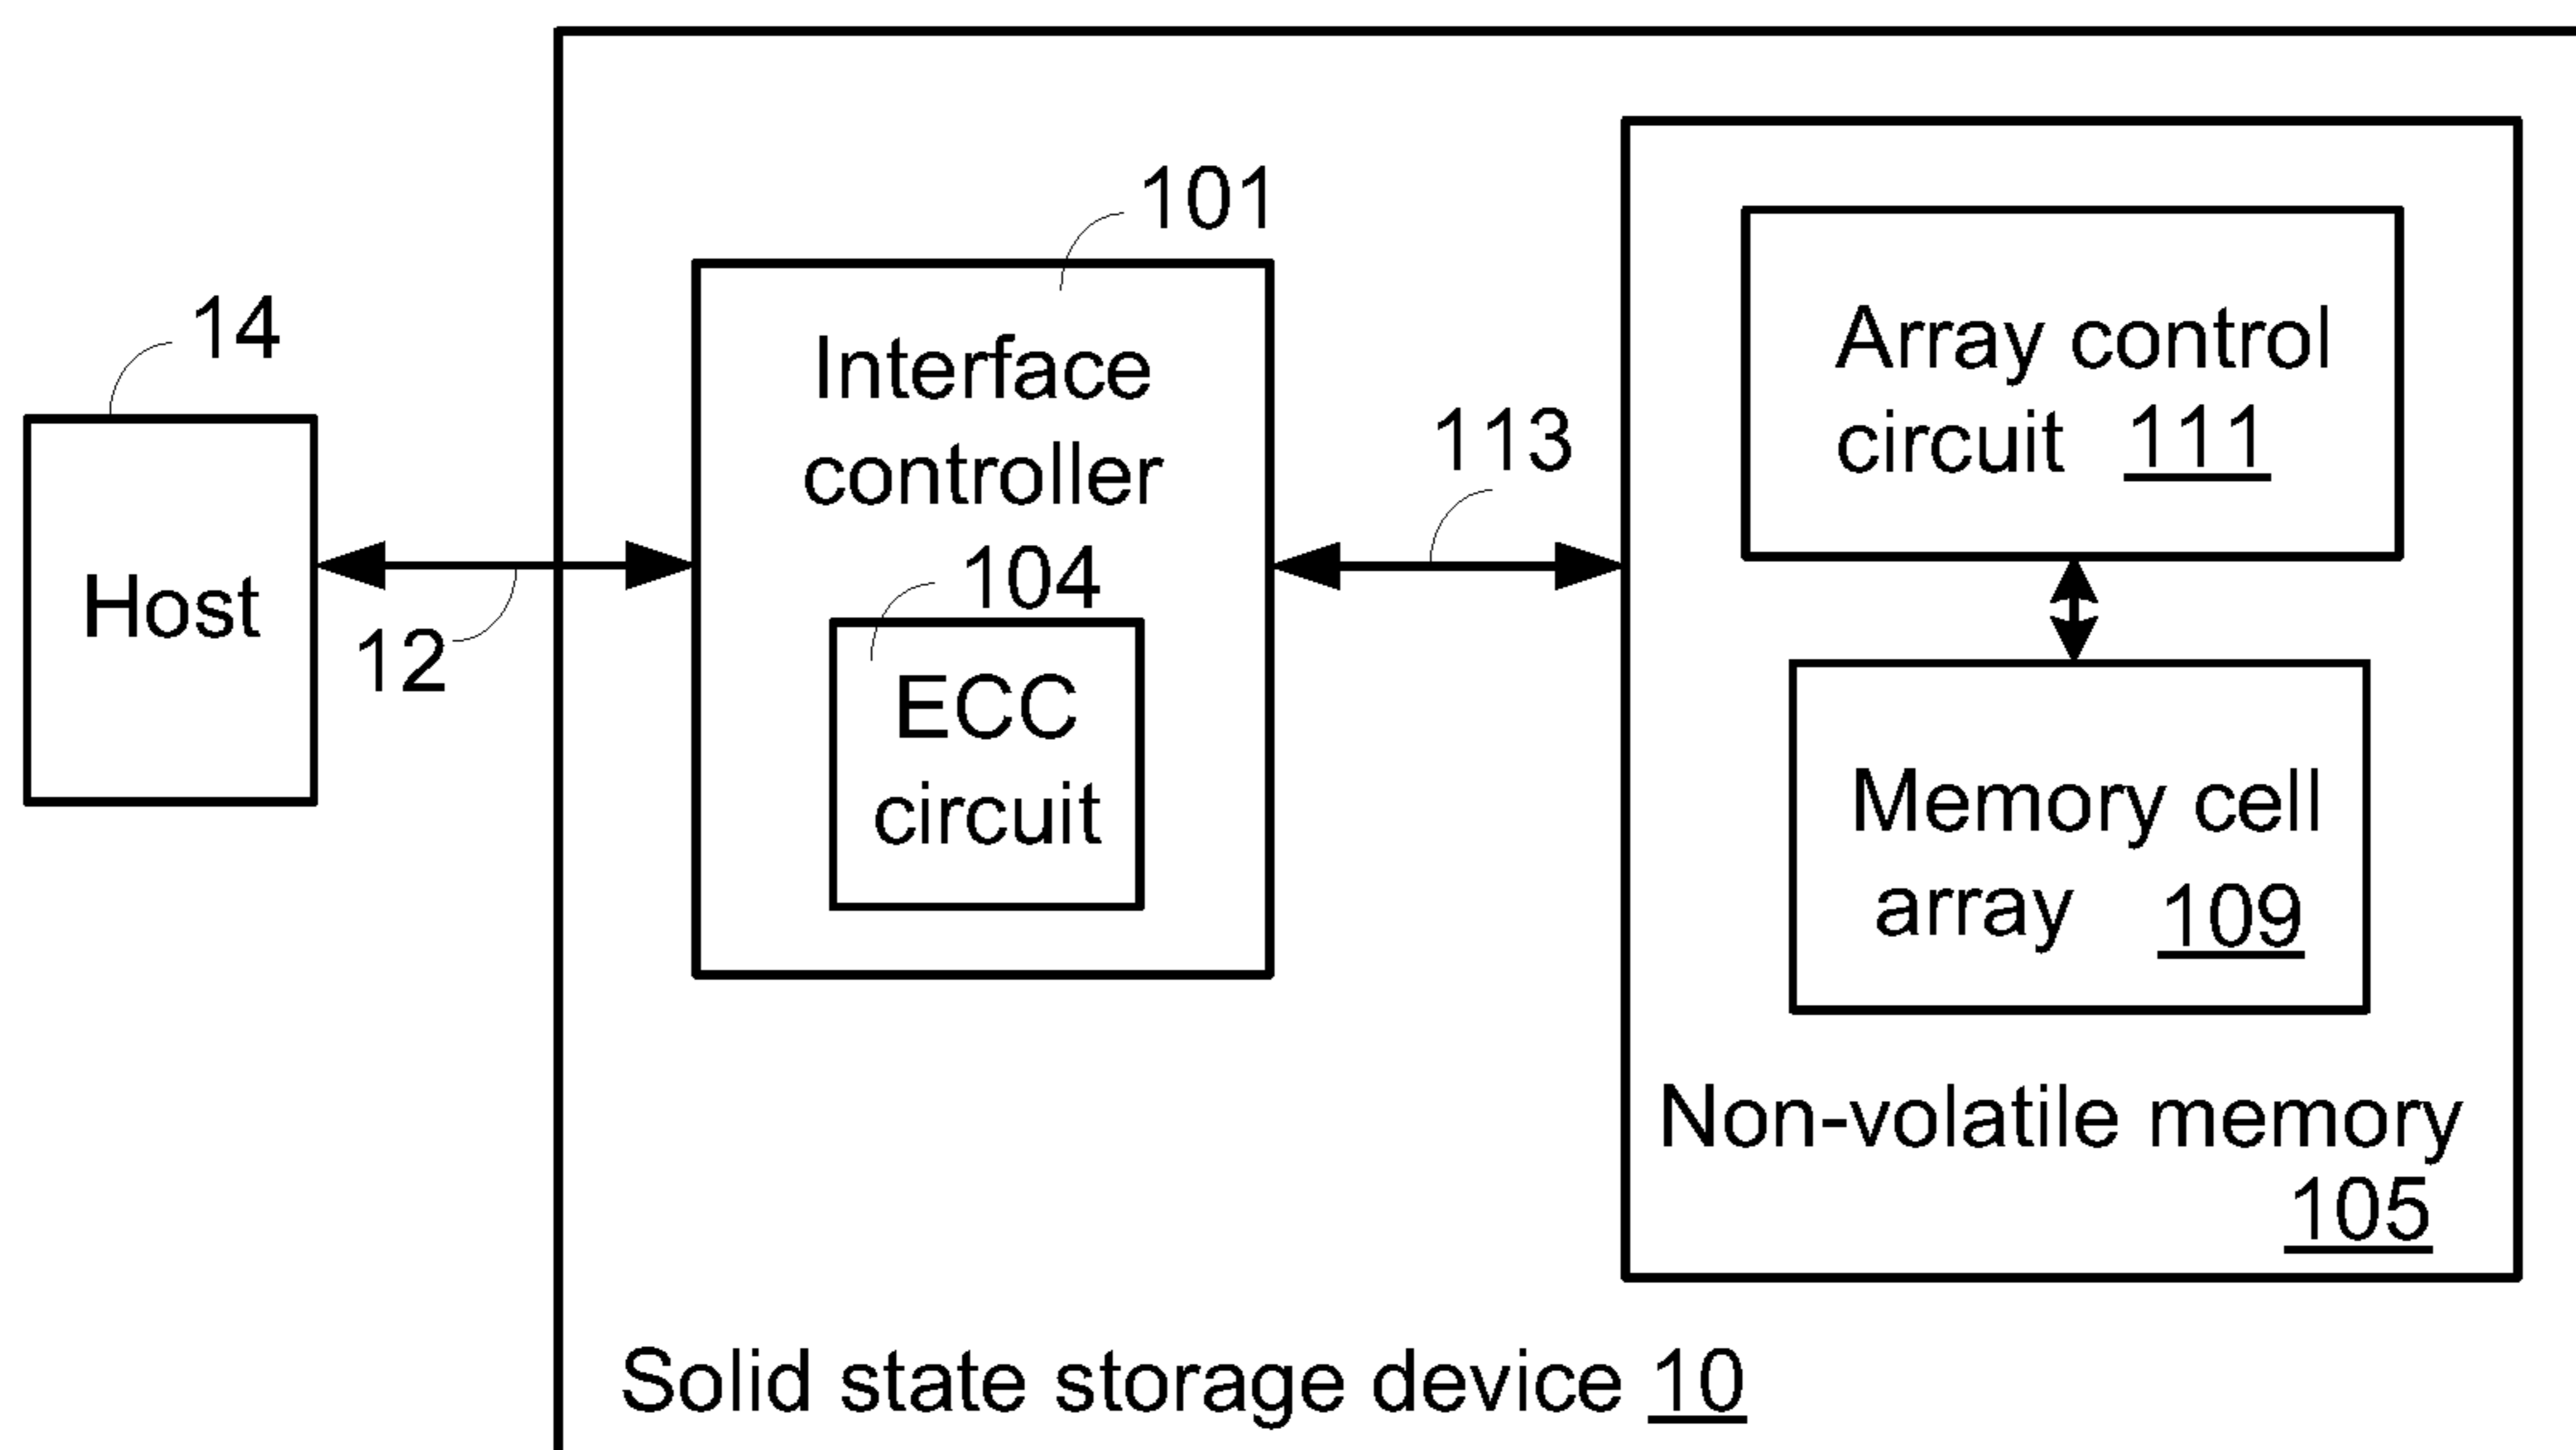 14
Host
12
101
Interface
controller
104
ECC
circuit
113
Array control
circuit 111
Memory cell
array 109
Non-volatile memory
105
Solid state storage device 10